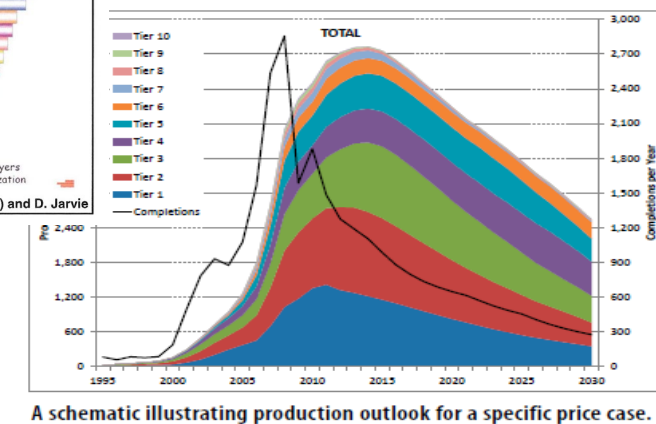 TOTAL
Tier 10
Tier 9
Tier 8
Tier 7
Tier 6
Tier 5
Tier 4
Tier 3
Tier 2
Tier 1
Completions
yers
zation
) and D. Jarvie
2,400
1,800
1,200
600
0
3,000
2,700
2,400
2,100
1,800
1,500
1,200
900
600
300
0
Completions per Year
1995 2000 2005 2010 2015 2020 2025 2030
A schematic illustrating production outlook for a specific price case.